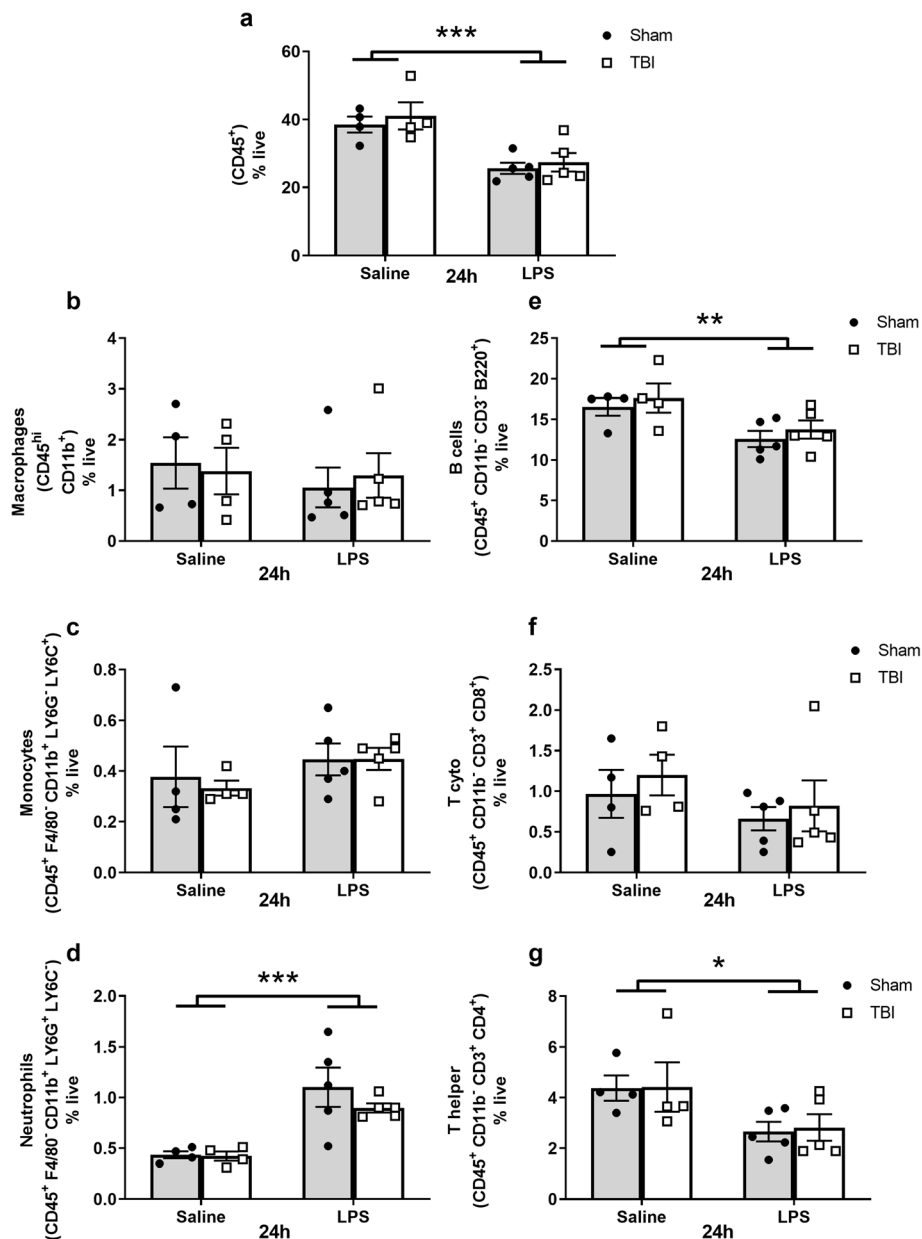 a
(CD45⁺)
% live
60
40
20
0
***
Sham
TBI
Saline
LPS
24h
b
Macrophages
(CD45ʰⁱ
CD11b⁺)
% live
4
3
2
1
0
Saline
LPS
24h
e
B cells
(CD45⁺ CD11b⁻ CD3⁻ B220⁺)
% live
25
20
15
10
5
0
**
Sham
TBI
Saline
LPS
24h
c
Monocytes
(CD45⁺ F4/80⁻ CD11b⁺ LY6G⁻ LY6C⁺)
% live
0.8
0.6
0.4
0.2
0.0
Saline
LPS
24h
f
T cyto
(CD45⁺ CD11b⁻ CD3⁺ CD8⁺)
% live
2.5
2.0
1.5
1.0
0.5
0.0
Sham
TBI
Saline
LPS
24h
d
Neutrophils
(CD45⁺ F4/80⁻ CD11b⁺ LY6G⁺ LY6C⁻)
% live
2.0
1.5
1.0
0.5
0.0
***
Saline
LPS
24h
g
T helper
(CD45⁺ CD11b⁻ CD3⁺ CD4⁺)
% live
8
6
4
2
0
*
Sham
TBI
Saline
LPS
24h